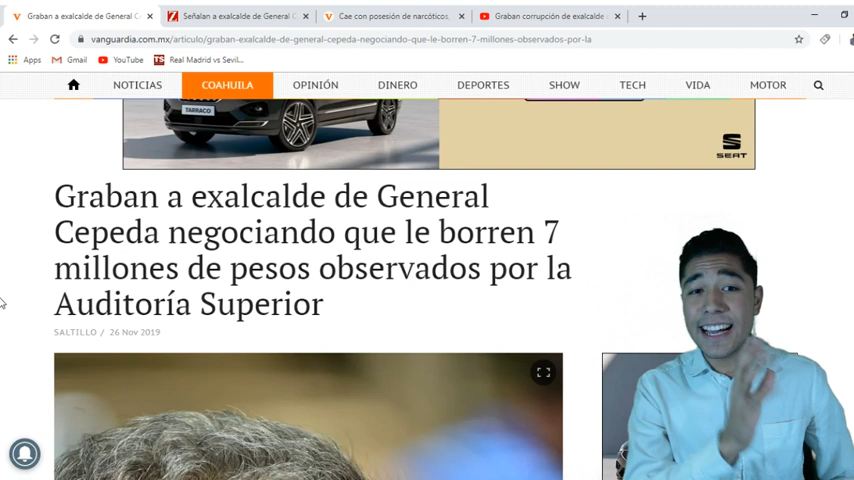 Graban a exalcalde de General C
Señalan a exalcalde de General D
Cae con posesión de narcóticos,
Graban corrupción de exalcalde
vanguardia.com.mx/articulo/graban-exalcalde-de-general-cepeda-negociando-que-le-borren-7-millones-observados-por-la
Apps Gmail YouTube Real Madrid vs Sevil...
NOTICIAS COAHUILA OPINIÓN DINERO DEPORTES SHOW TECH VIDA MOTOR
TARRACO
SEAT
Graban a exalcalde de General
Cepeda negociando que le borren 7
millones de pesos observados por la
Auditoría Superior
SALTILLO / 26 Nov 2019